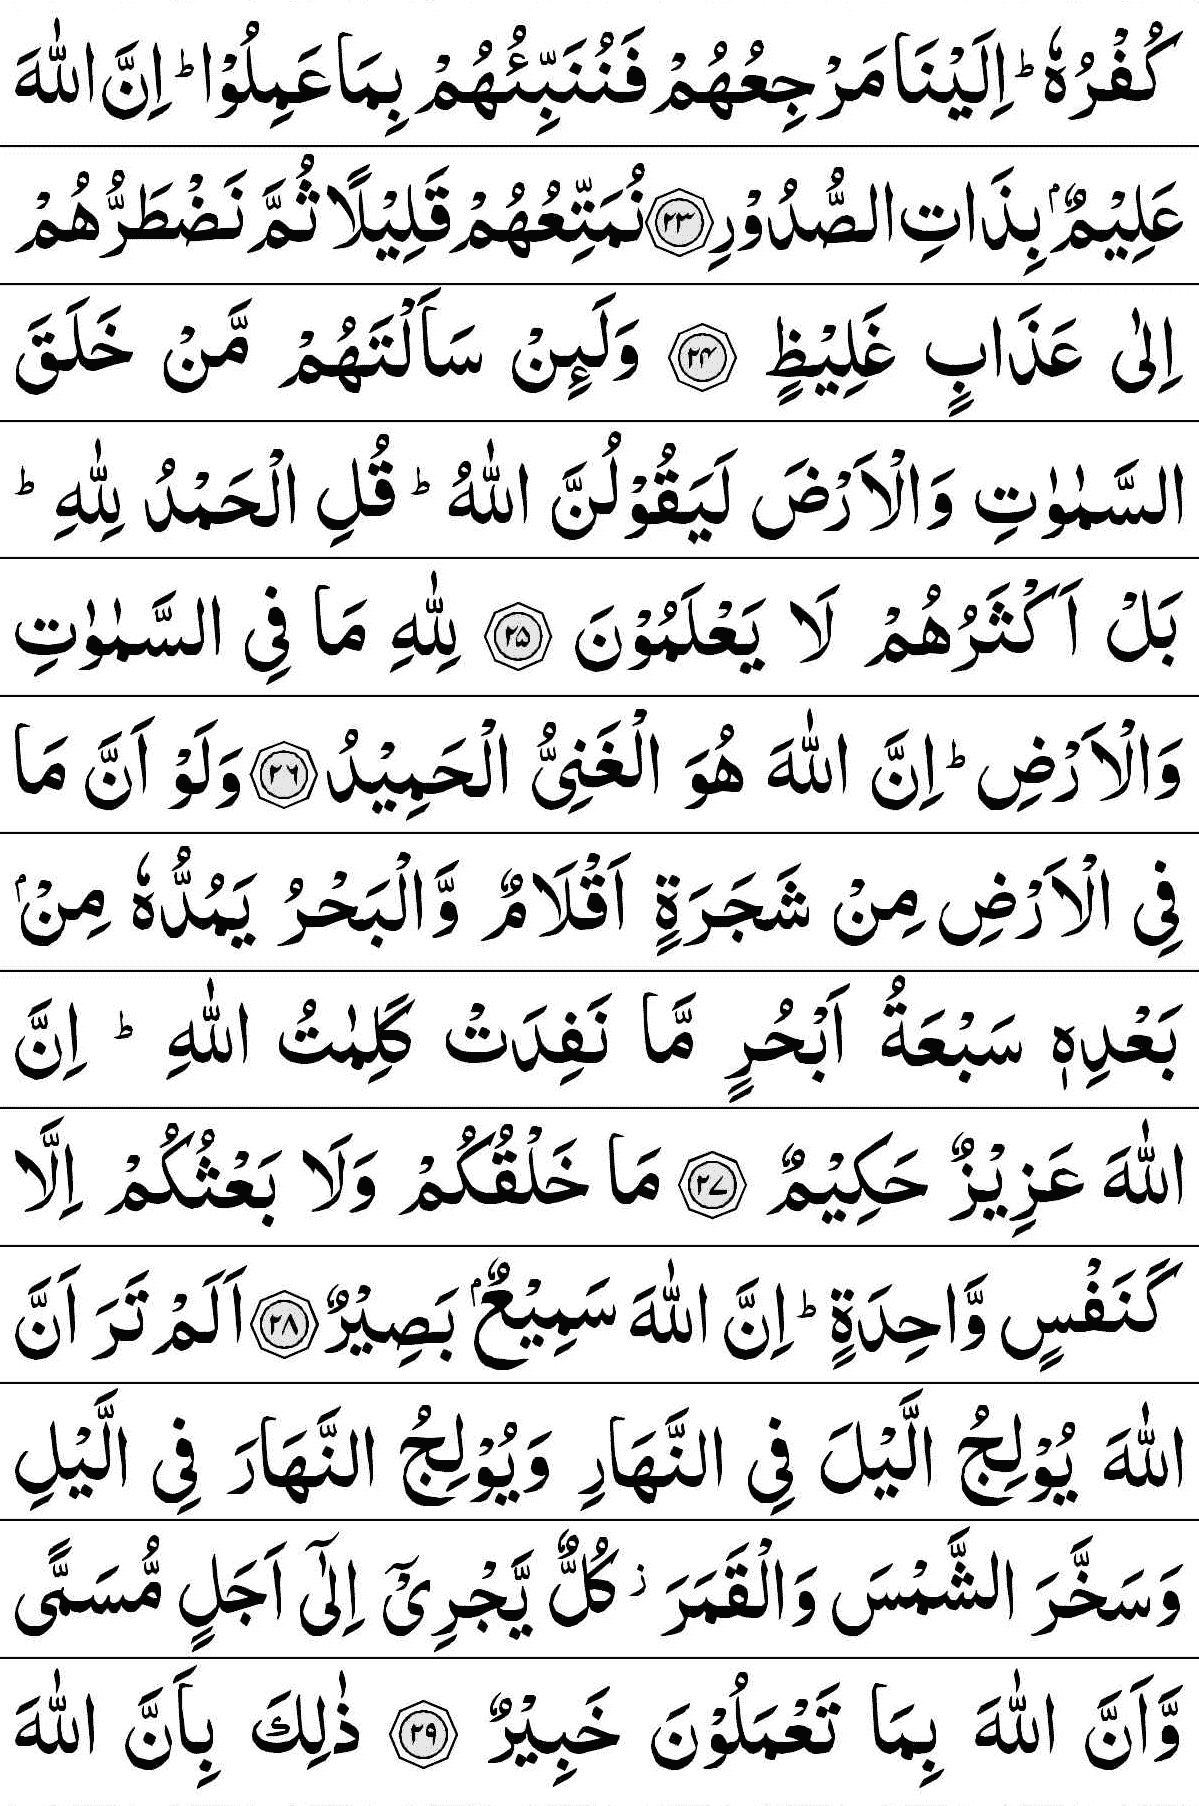 كُفْرُهٗ ؕ اِلَیْنَا مَرْجِعُهُمْ فَنُنَبِّئُهُمْ بِمَا عَمِلُوْا ؕ اِنَّ اللّٰهَ
عَلِیْمٌۢ بِذَاتِ الصُّدُوْرِ ﴿۲۳﴾ نُمَتِّعُهُمْ قَلِیْلًا ثُمَّ نَضْطَرُّهُمْ
اِلٰی عَذَابٍ غَلِیْظٍ ﴿۲۴﴾ وَلَىِٕنْ سَاَلْتَهُمْ مَّنْ خَلَقَ
السَّمٰوٰتِ وَالْاَرْضَ لَیَقُوْلُنَّ اللّٰهُ ؕ قُلِ الْحَمْدُ لِلّٰهِ ؕ
بَلْ اَكْثَرُهُمْ لَا یَعْلَمُوْنَ ﴿۲۵﴾ لِلّٰهِ مَا فِی السَّمٰوٰتِ
وَالْاَرْضِ ؕ اِنَّ اللّٰهَ هُوَ الْغَنِیُّ الْحَمِیْدُ ﴿۲۶﴾ وَلَوْ اَنَّ مَا
فِی الْاَرْضِ مِنْ شَجَرَةٍ اَقْلَامٌ وَّالْبَحْرُ یَمُدُّهٗ مِنْۢ
بَعْدِهٖ سَبْعَةُ اَبْحُرٍ مَّا نَفِدَتْ كَلِمٰتُ اللّٰهِ ؕ اِنَّ
اللّٰهَ عَزِیْزٌ حَكِیْمٌ ﴿۲۷﴾ مَا خَلْقُكُمْ وَلَا بَعْثُكُمْ اِلَّا
كَنَفْسٍ وَّاحِدَةٍ ؕ اِنَّ اللّٰهَ سَمِیْعٌۢ بَصِیْرٌ ﴿۲۸﴾ اَلَمْ تَرَ اَنَّ
اللّٰهَ یُوْلِجُ الَّیْلَ فِی النَّهَارِ وَیُوْلِجُ النَّهَارَ فِی الَّیْلِ
وَسَخَّرَ الشَّمْسَ وَالْقَمَرَ ؗ كُلٌّ یَّجْرِیْۤ اِلٰۤی اَجَلٍ مُّسَمًّی
وَّاَنَّ اللّٰهَ بِمَا تَعْمَلُوْنَ خَبِیْرٌ ﴿۲۹﴾ ذٰلِكَ بِاَنَّ اللّٰهَ